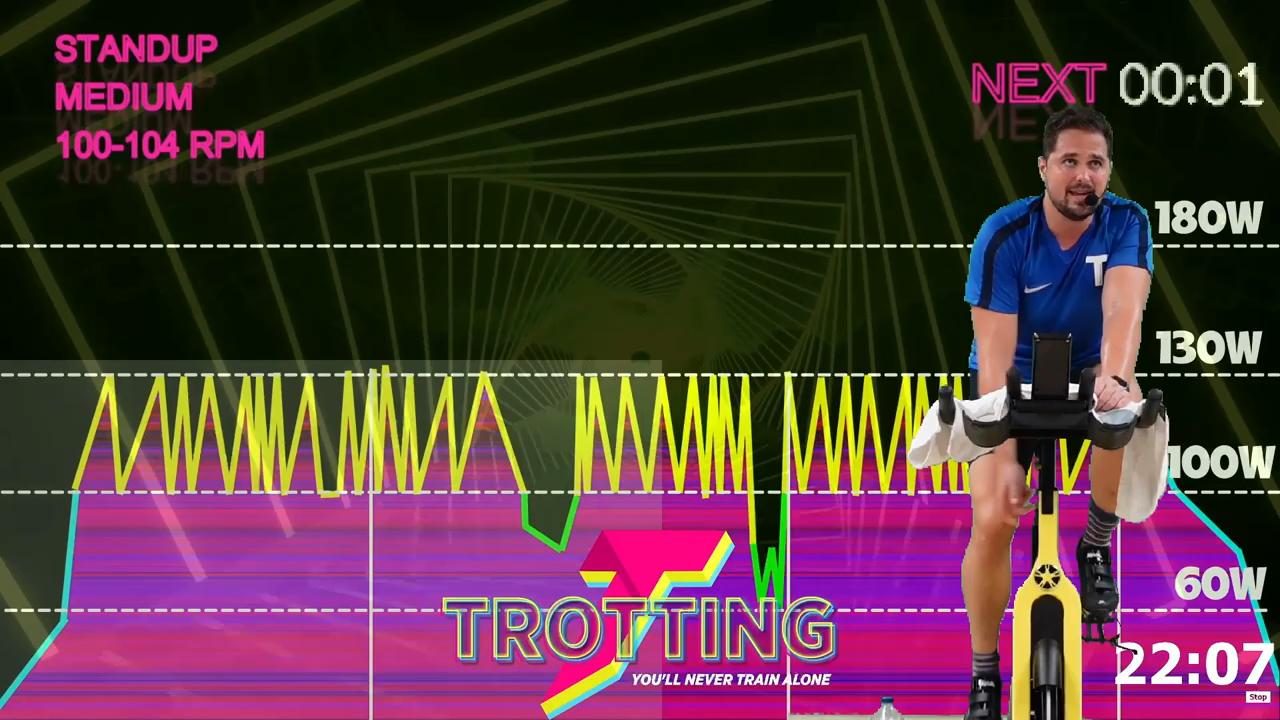 STANDUP
MEDIUM
100-104 RPM
NEXT 00:01
180W
130W
100W
60W
T
TROTTING
YOU'LL NEVER TRAIN ALONE
22:07
Stop